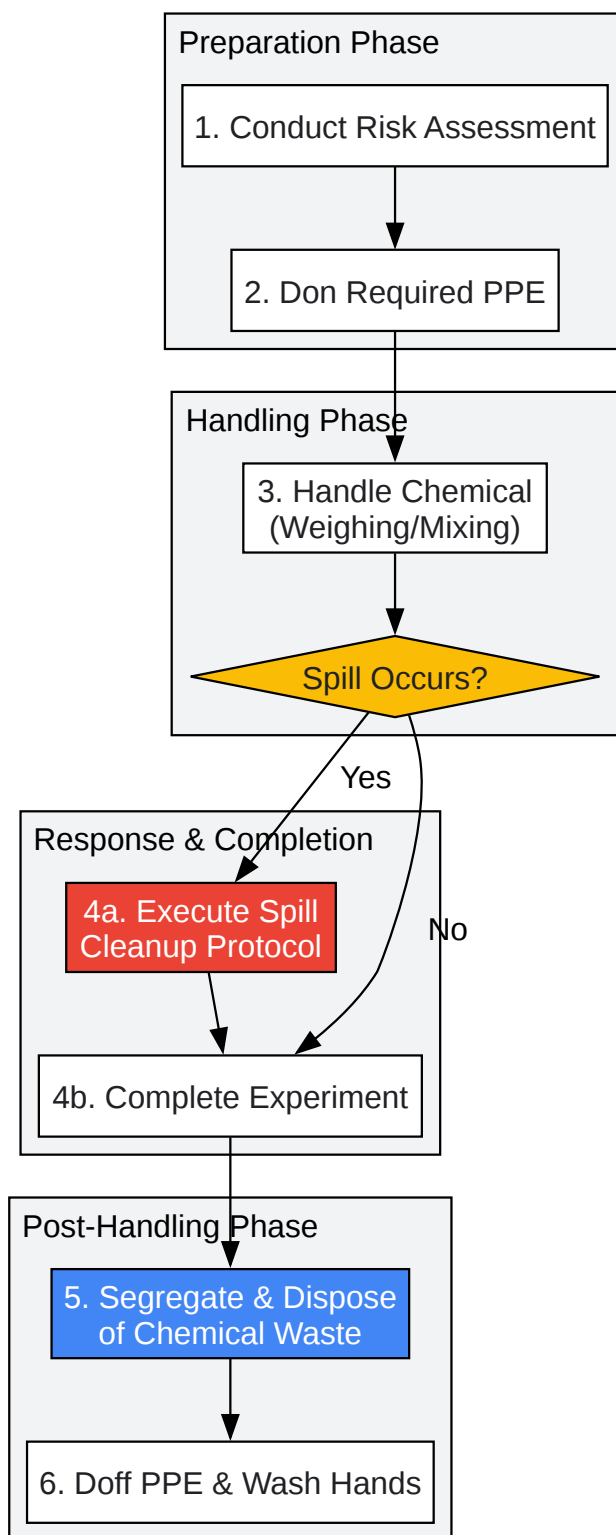 Preparation Phase
1. Conduct Risk Assessment
2. Don Required PPE
Handling Phase
3. Handle Chemical
(Weighing/Mixing)
Spill Occurs?
Yes
Response & Completion
4a. Execute Spill
Cleanup Protocol
No
4b. Complete Experiment
Post-Handling Phase
5. Segregate & Dispose
of Chemical Waste
6. Doff PPE & Wash Hands